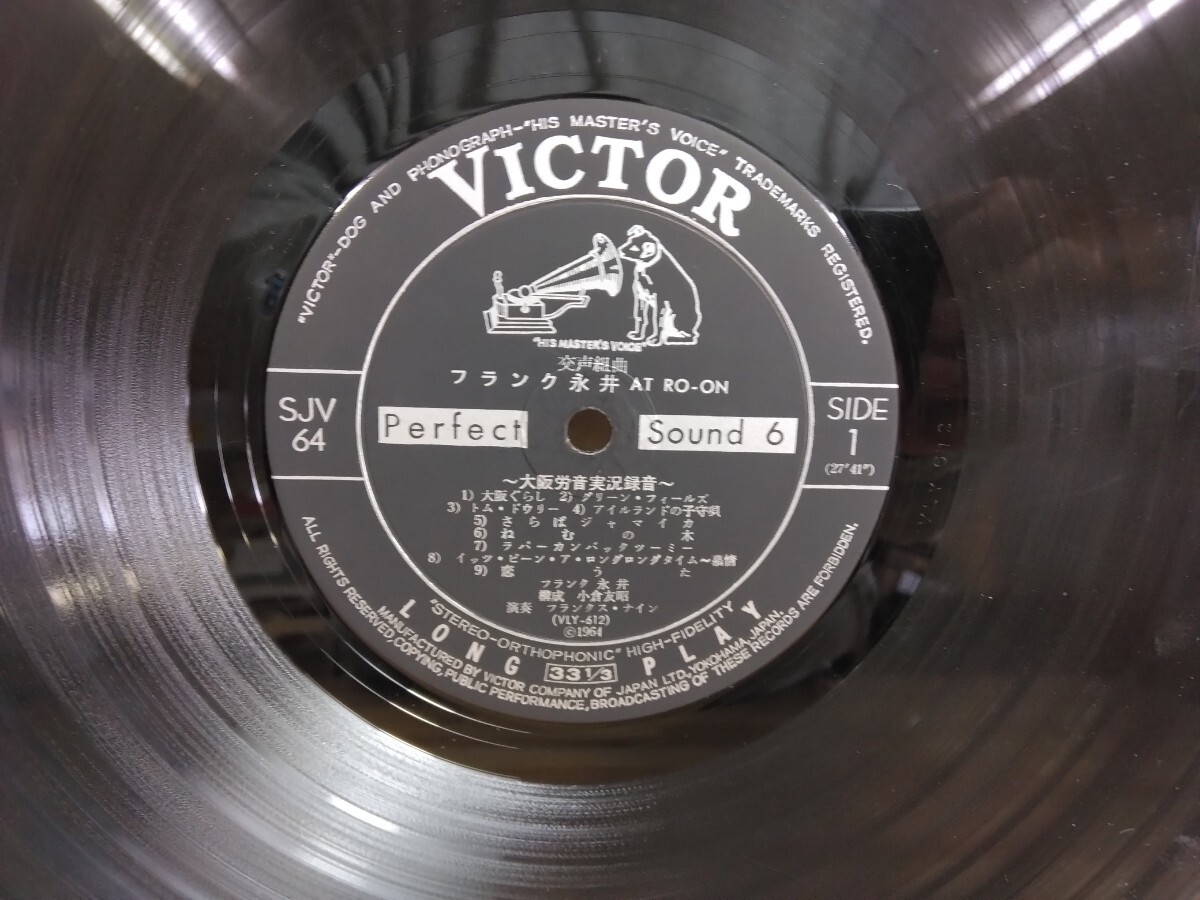 "VICTOR"-DOG AND PHONOGRAPH-"HIS MASTER'S VOICE" TRADEMARKS REGISTERED.
VICTOR
"HIS MASTER'S VOICE"
交声組曲
フランク永井 AT RO-ON
SJV
64
Perfect Sound 6
SIDE
1
(27'41")
～大阪労音実況録音～
1) 大阪ぐらし 2) グリーン・フィールズ
3) トム・ドウリー 4) アイルランドの子守唄
5) さらばジャマイカ
6) ねむの木
7) ラバーカンバックツーミー
8) イッツ・ビーン・ア・ロングロングタイム～慕情
9) 恋うた
フランク永井
構成 小倉友昭
演奏 フランクス・ナイン
(VLY-612)
©1964
"STEREO-ORTHOPHONIC" HIGH-FIDELITY
LONG 33 1/3 PLAY
MANUFACTURED BY VICTOR COMPANY OF JAPAN LTD., YOKOHAMA, JAPAN.
ALL RIGHTS RESERVED, COPYING, PUBLIC PERFORMANCE, BROADCASTING OF THESE RECORDS ARE FORBIDDEN.